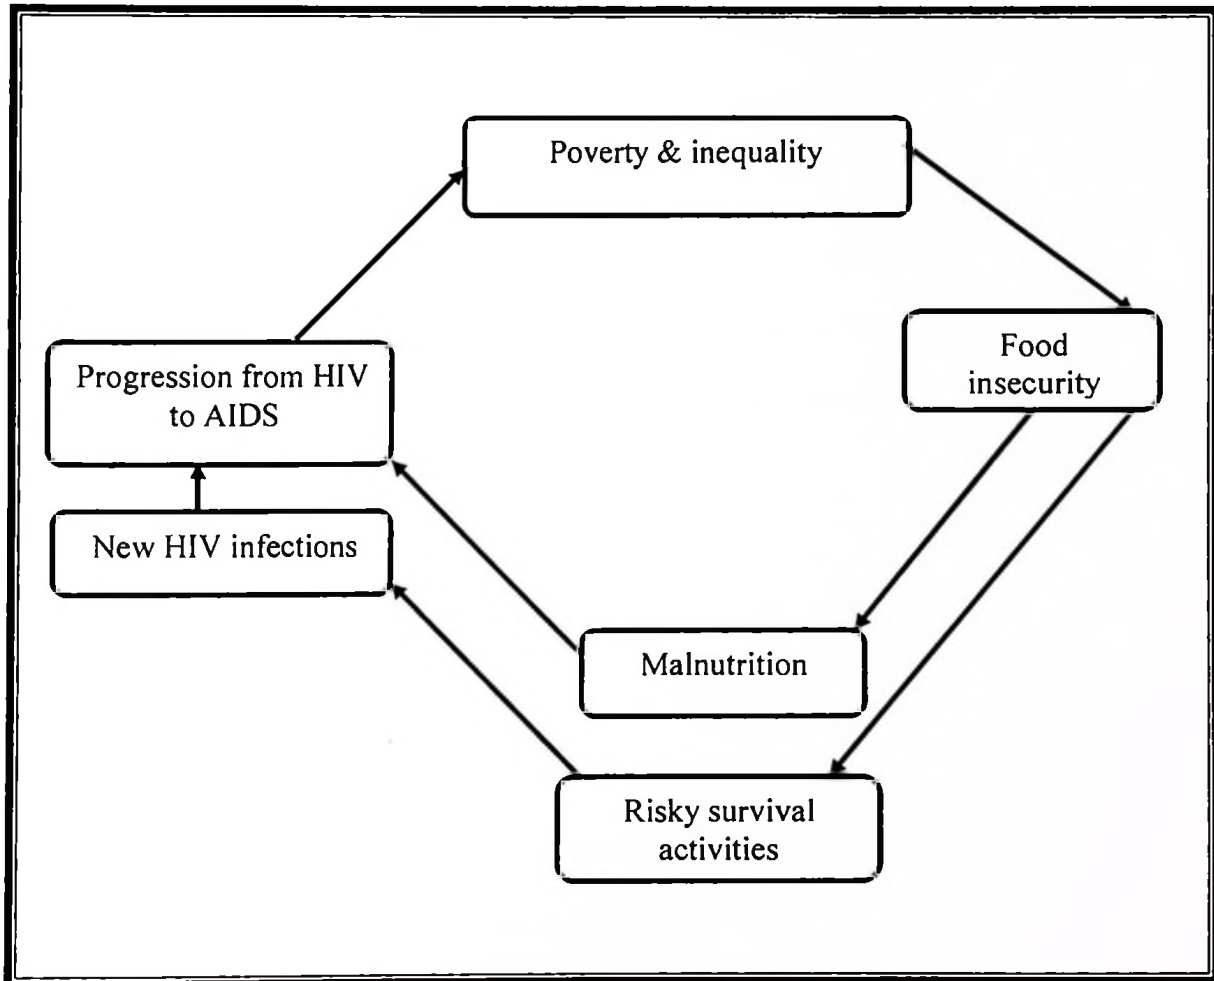 Poverty & inequality
Food
insecurity
Progression from HIV
to AIDS
New HIV infections
Malnutrition
Risky survival
activities